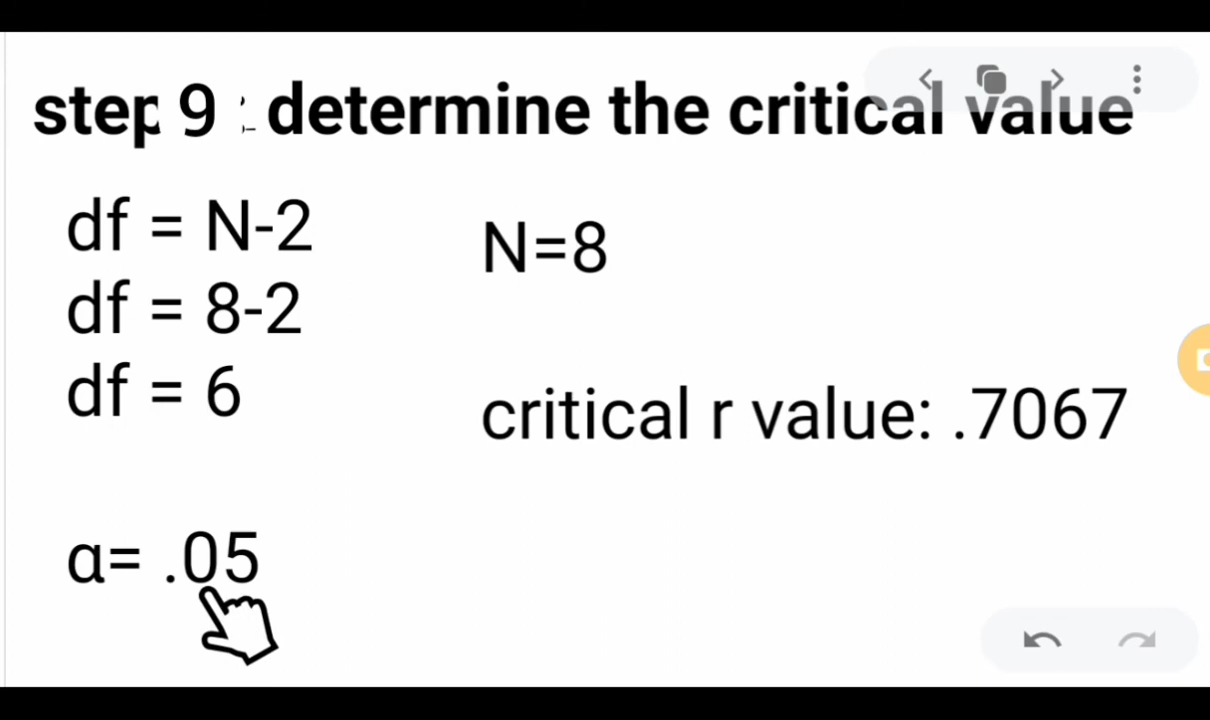 step 9 : determine the critical value
df = N-2
N=8
df = 8-2
df = 6
critical r value: .7067
α= .05